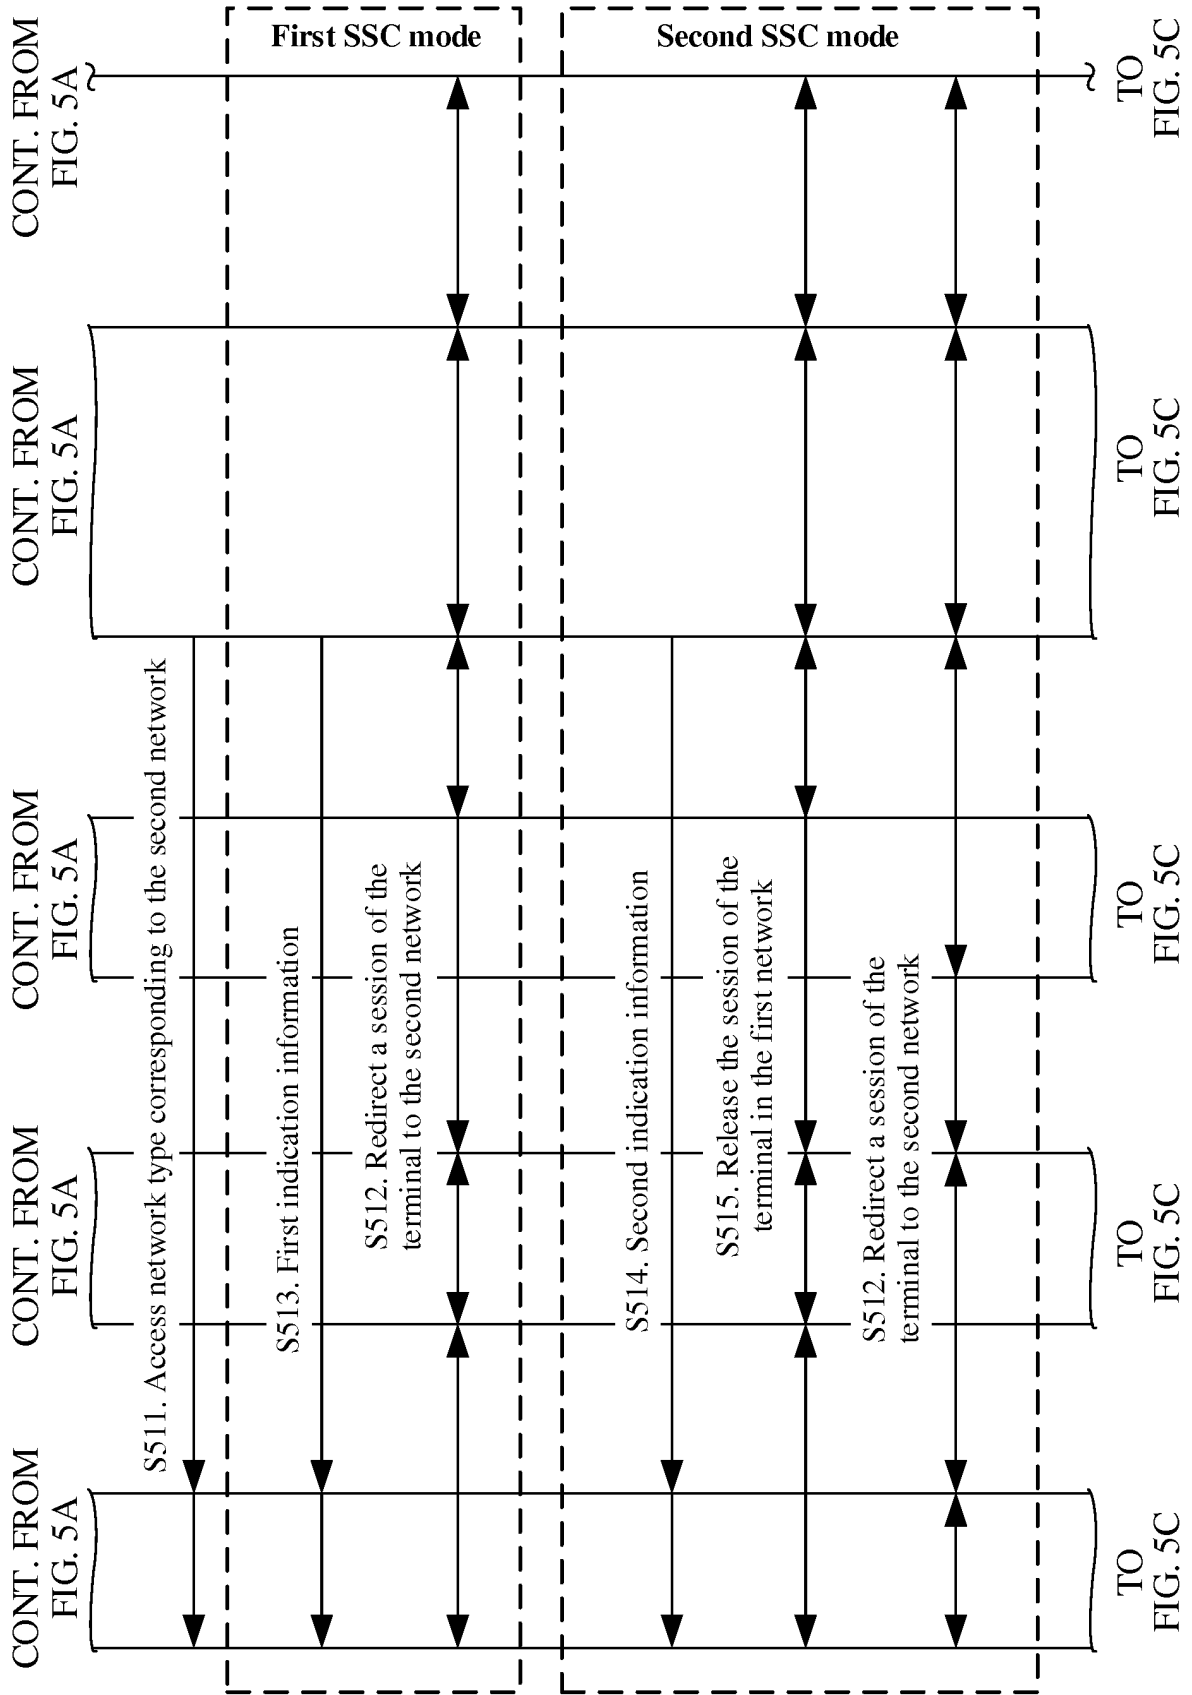 CONT. FROM
FIG. 5A
CONT. FROM
FIG. 5A
CONT. FROM
FIG. 5A
CONT. FROM
FIG. 5A
CONT. FROM
FIG. 5A
S511. Access network type corresponding to the second network
First SSC mode
S513. First indication information
S512. Redirect a session of the
terminal to the second network
Second SSC mode
S514. Second indication information
S515. Release the session of the
terminal in the first network
S512. Redirect a session of the
terminal to the second network
TO
FIG. 5C
TO
FIG. 5C
TO
FIG. 5C
TO
FIG. 5C
TO
FIG. 5C